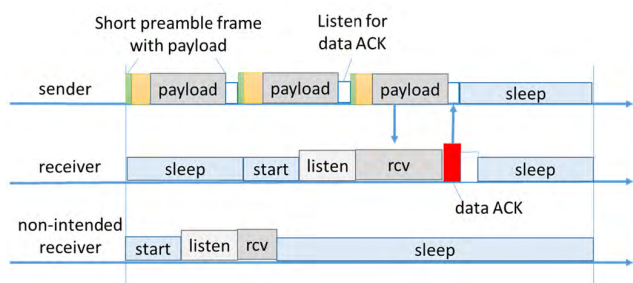 Short preamble frame
with payload
Listen for
data ACK
sender
payload
payload
payload
sleep
receiver
sleep
start
listen
rcv
sleep
data ACK
non-intended
receiver
start
listen
rcv
sleep